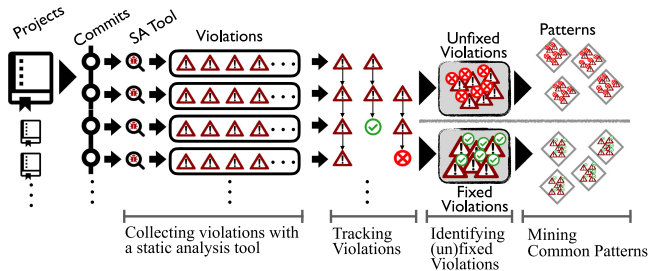 Projects
Commits
SA Tool
Violations
Unfixed
Violations
Patterns
Fixed
Violations
Collecting violations with
a static analysis tool
Tracking
Violations
Identifying
(un)fixed
Violations
Mining
Common Patterns